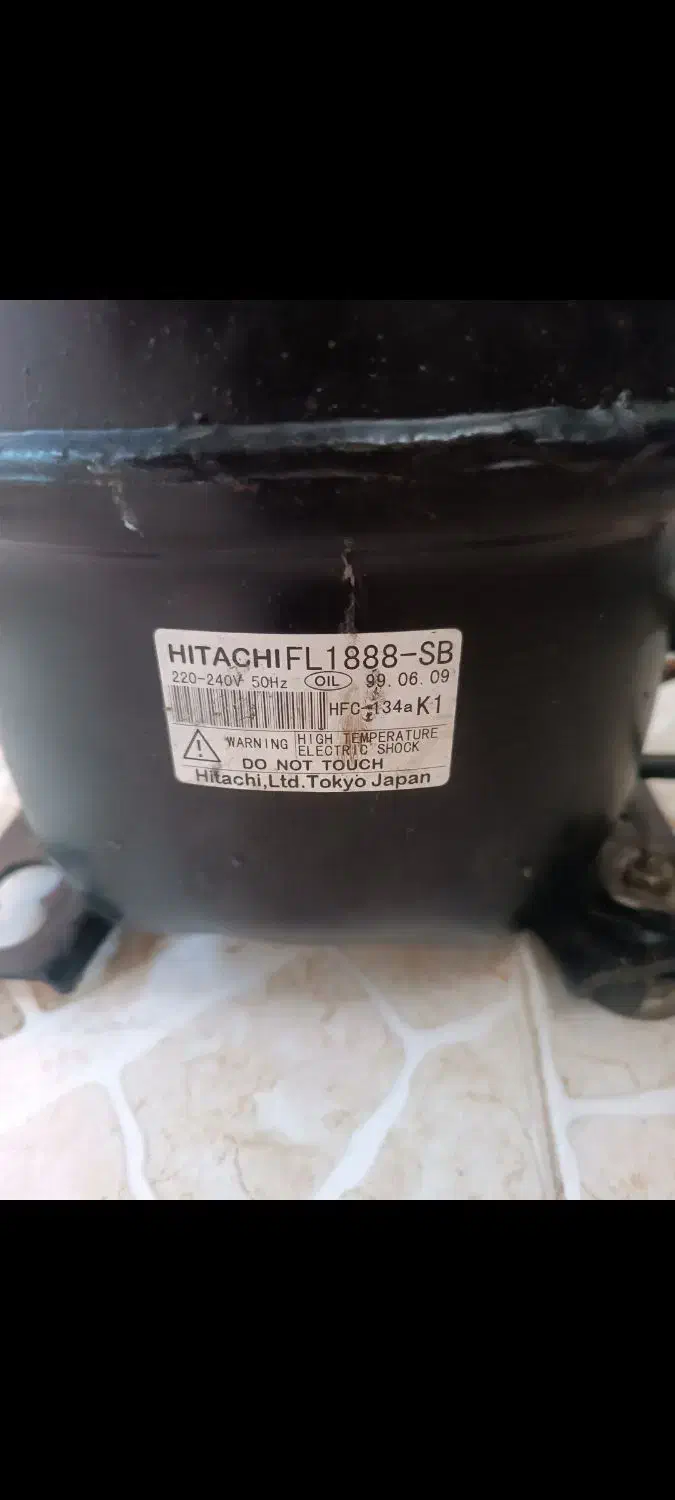 HITACHI FL1888-SB
220-240V 50Hz OIL 99.06.09
HFC-134a K1
WARNING HIGH TEMPERATURE
ELECTRIC SHOCK
DO NOT TOUCH
Hitachi,Ltd.Tokyo Japan